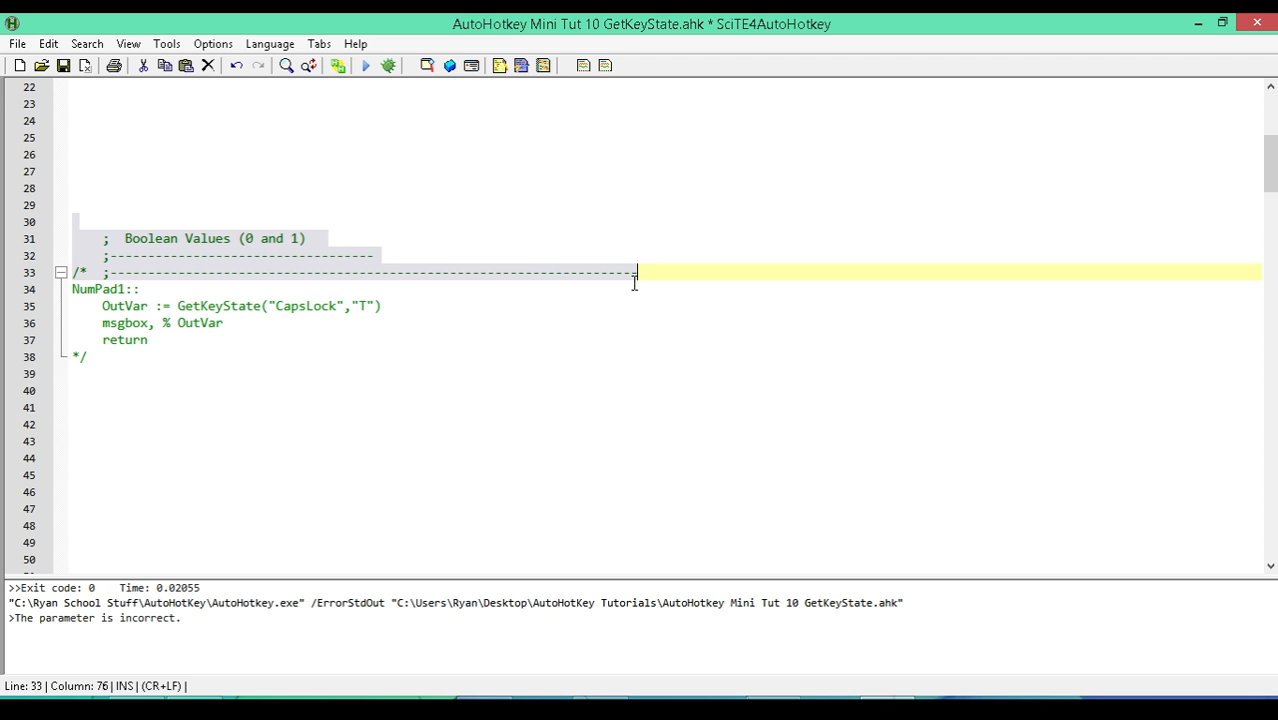 AutoHotkey Mini Tut 10 GetKeyState.ahk * SciTE4AutoHotkey
File Edit Search View Tools Options Language Tabs Help
22
23
24
25
26
27
28
29
30
31 ; Boolean Values (0 and 1)
32 ;-----------------------------------
33 /* ;----------------------------------------------------------------------
34 NumPad1::
35 OutVar := GetKeyState("CapsLock","T")
36 msgbox, % OutVar
37 return
38 */
39
40
41
42
43
44
45
46
47
48
49
50
>>Exit code: 0 Time: 0.02055
"C:\Ryan School Stuff\AutoHotKey\AutoHotkey.exe" /ErrorStdOut "C:\Users\Ryan\Desktop\AutoHotKey Tutorials\AutoHotkey Mini Tut 10 GetKeyState.ahk"
>The parameter is incorrect.
Line: 33 | Column: 76 | INS | (CR+LF) |